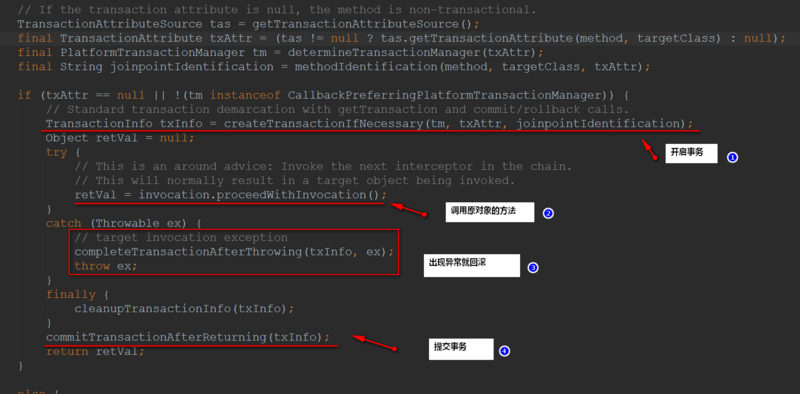 // If the transaction attribute is null, the method is non-transactional.
TransactionAttributeSource tas = getTransactionAttributeSource();
final TransactionAttribute txAttr = (tas != null ? tas.getTransactionAttribute(method, targetClass) : null);
final PlatformTransactionManager tm = determineTransactionManager(txAttr);
final String joinpointIdentification = methodIdentification(method, targetClass, txAttr);
if (txAttr == null || !(tm instanceof CallbackPreferringPlatformTransactionManager)) {
// Standard transaction demarcation with getTransaction and commit/rollback calls.
TransactionInfo txInfo = createTransactionIfNecessary(tm, txAttr, joinpointIdentification);
Object retVal = null;
开启事务 1
try {
// This is an around advice: Invoke the next interceptor in the chain.
// This will normally result in a target object being invoked.
retVal = invocation.proceedWithInvocation();
}
调用原对象的方法 2
catch (Throwable ex) {
// target invocation exception
completeTransactionAfterThrowing(txInfo, ex);
throw ex;
出现异常就回滚 3
}
finally {
cleanupTransactionInfo(txInfo);
}
commitTransactionAfterReturning(txInfo);
return retVal;
提交事务 4
}
else {